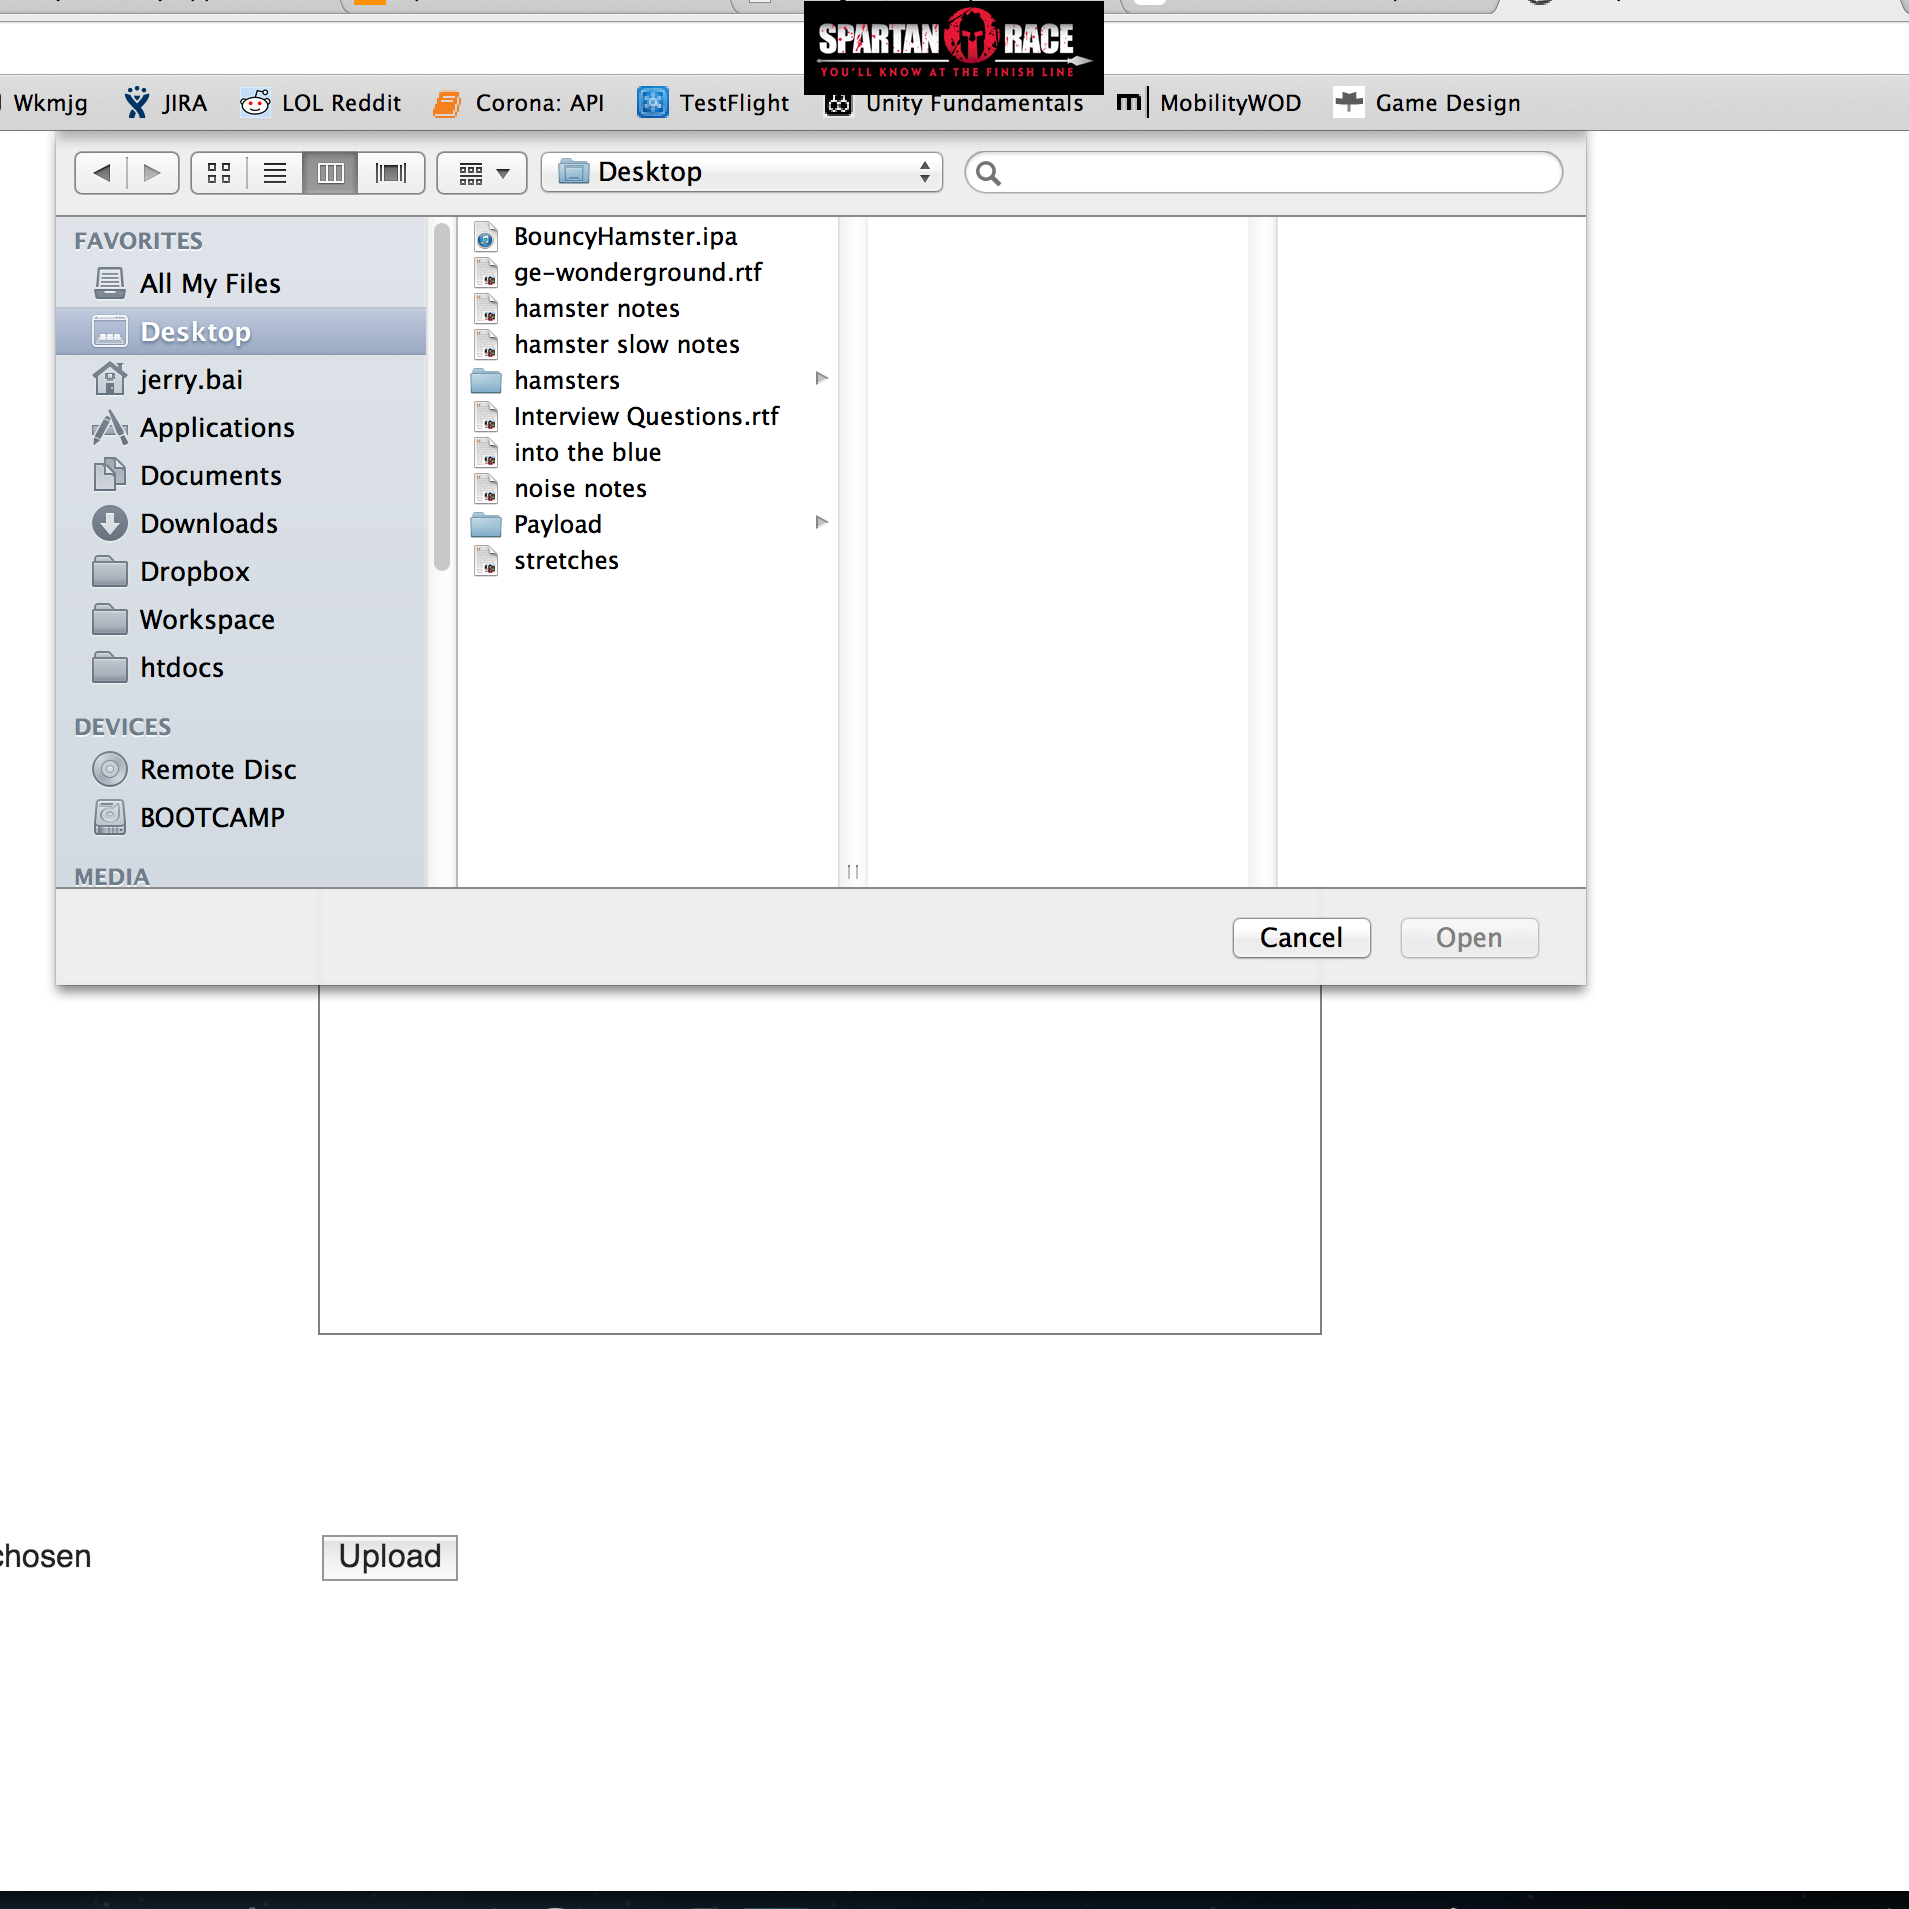 SPARTAN RACE
YOU'LL KNOW AT THE FINISH LINE
Wkmjg JIRA LOL Reddit Corona: API TestFlight Unity Fundamentals MobilityWOD Game Design
Desktop
FAVORITES
All My Files
Desktop
jerry.bai
Applications
Documents
Downloads
Dropbox
Workspace
htdocs
DEVICES
Remote Disc
BOOTCAMP
MEDIA
BouncyHamster.ipa
ge-wonderground.rtf
hamster notes
hamster slow notes
hamsters
Interview Questions.rtf
into the blue
noise notes
Payload
stretches
Cancel Open
chosen Upload